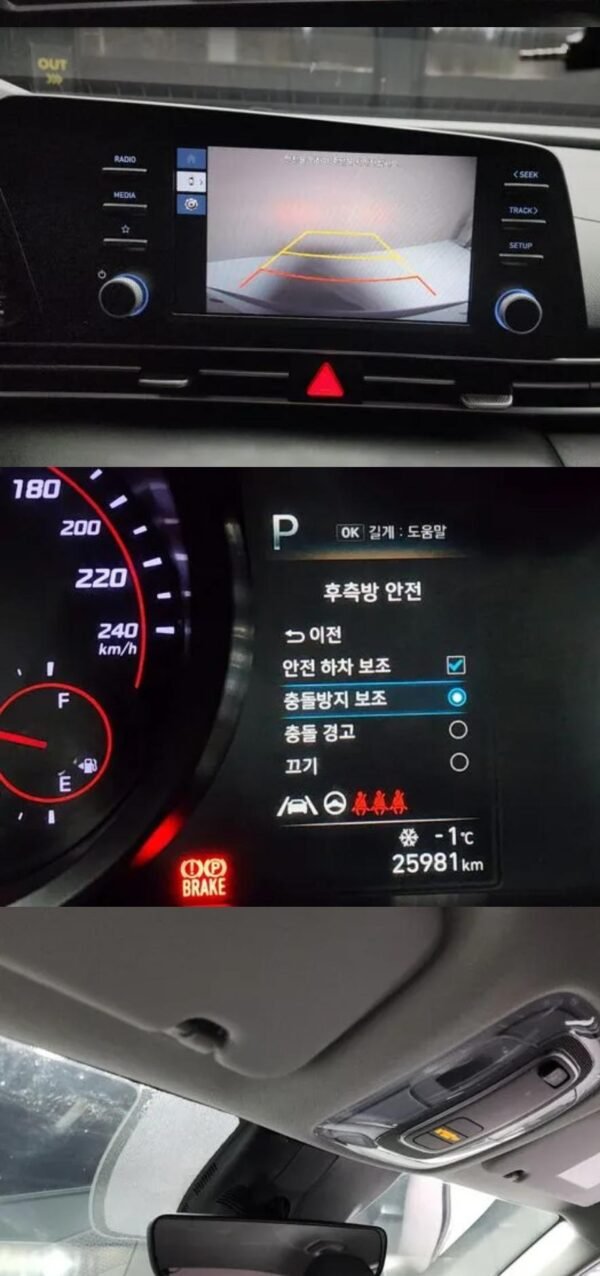 OUT
RADIO
MEDIA
< SEEK
TRACK >
SETUP
180
200
220
240
km/h
F
E
P
OK 길게 : 도움말
후측방 안전
이전
안전 하차 보조
충돌방지 보조
충돌 경고
끄기
-1°C
25981 km
(P)
BRAKE